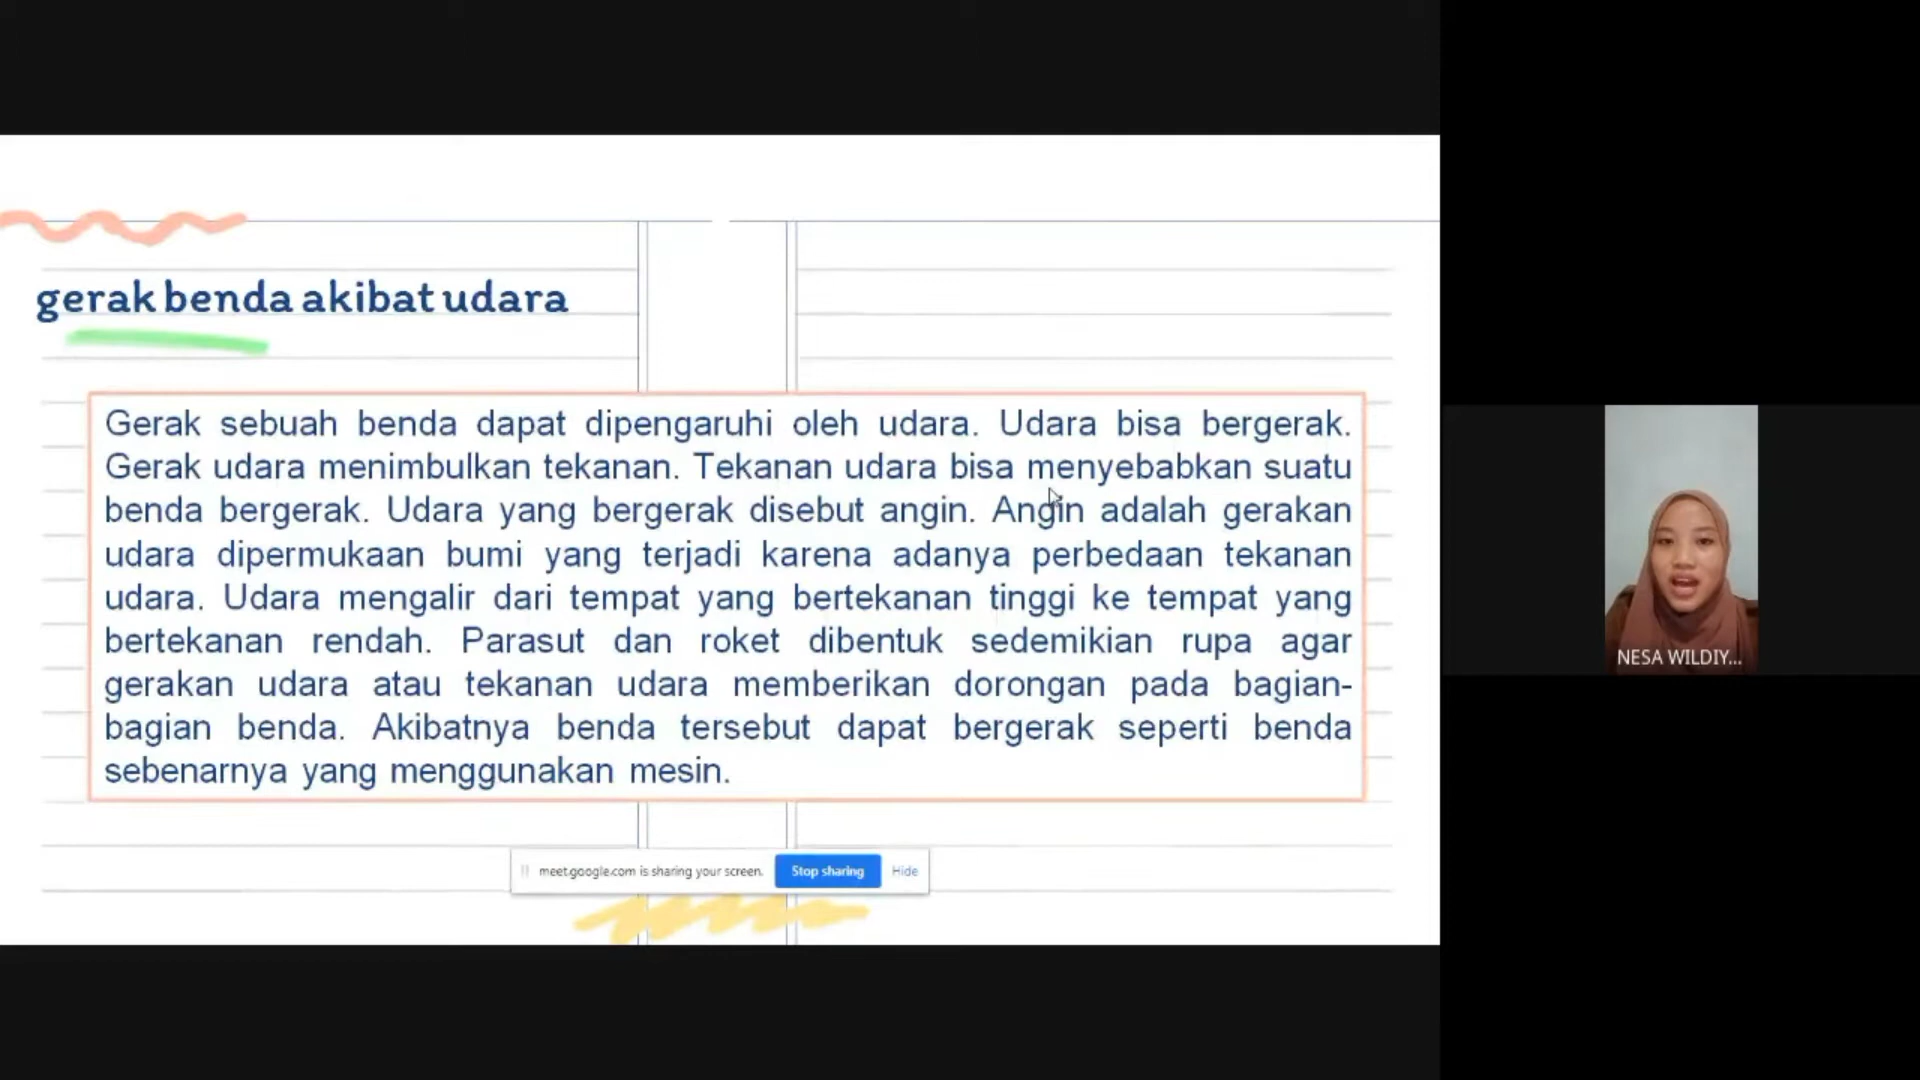 gerak benda akibat udara
Gerak sebuah benda dapat dipengaruhi oleh udara. Udara bisa bergerak.
Gerak udara menimbulkan tekanan. Tekanan udara bisa menyebabkan suatu
benda bergerak. Udara yang bergerak disebut angin. Angin adalah gerakan
udara dipermukaan bumi yang terjadi karena adanya perbedaan tekanan
udara. Udara mengalir dari tempat yang bertekanan tinggi ke tempat yang
bertekanan rendah. Parasut dan roket dibentuk sedemikian rupa agar
gerakan udara atau tekanan udara memberikan dorongan pada bagian-
bagian benda. Akibatnya benda tersebut dapat bergerak seperti benda
sebenarnya yang menggunakan mesin.
meet.google.com is sharing your screen. Stop sharing Hide
NESA WILDIY...